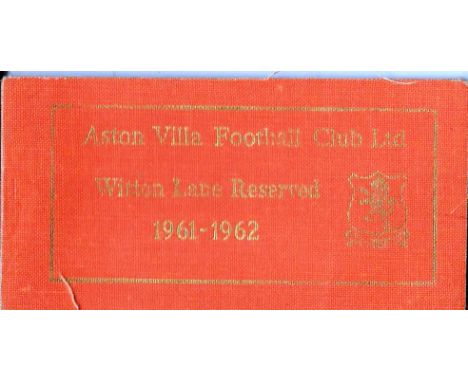 Aston Villa Football Club Ltd
Witton Lane Reserved
1961-1962